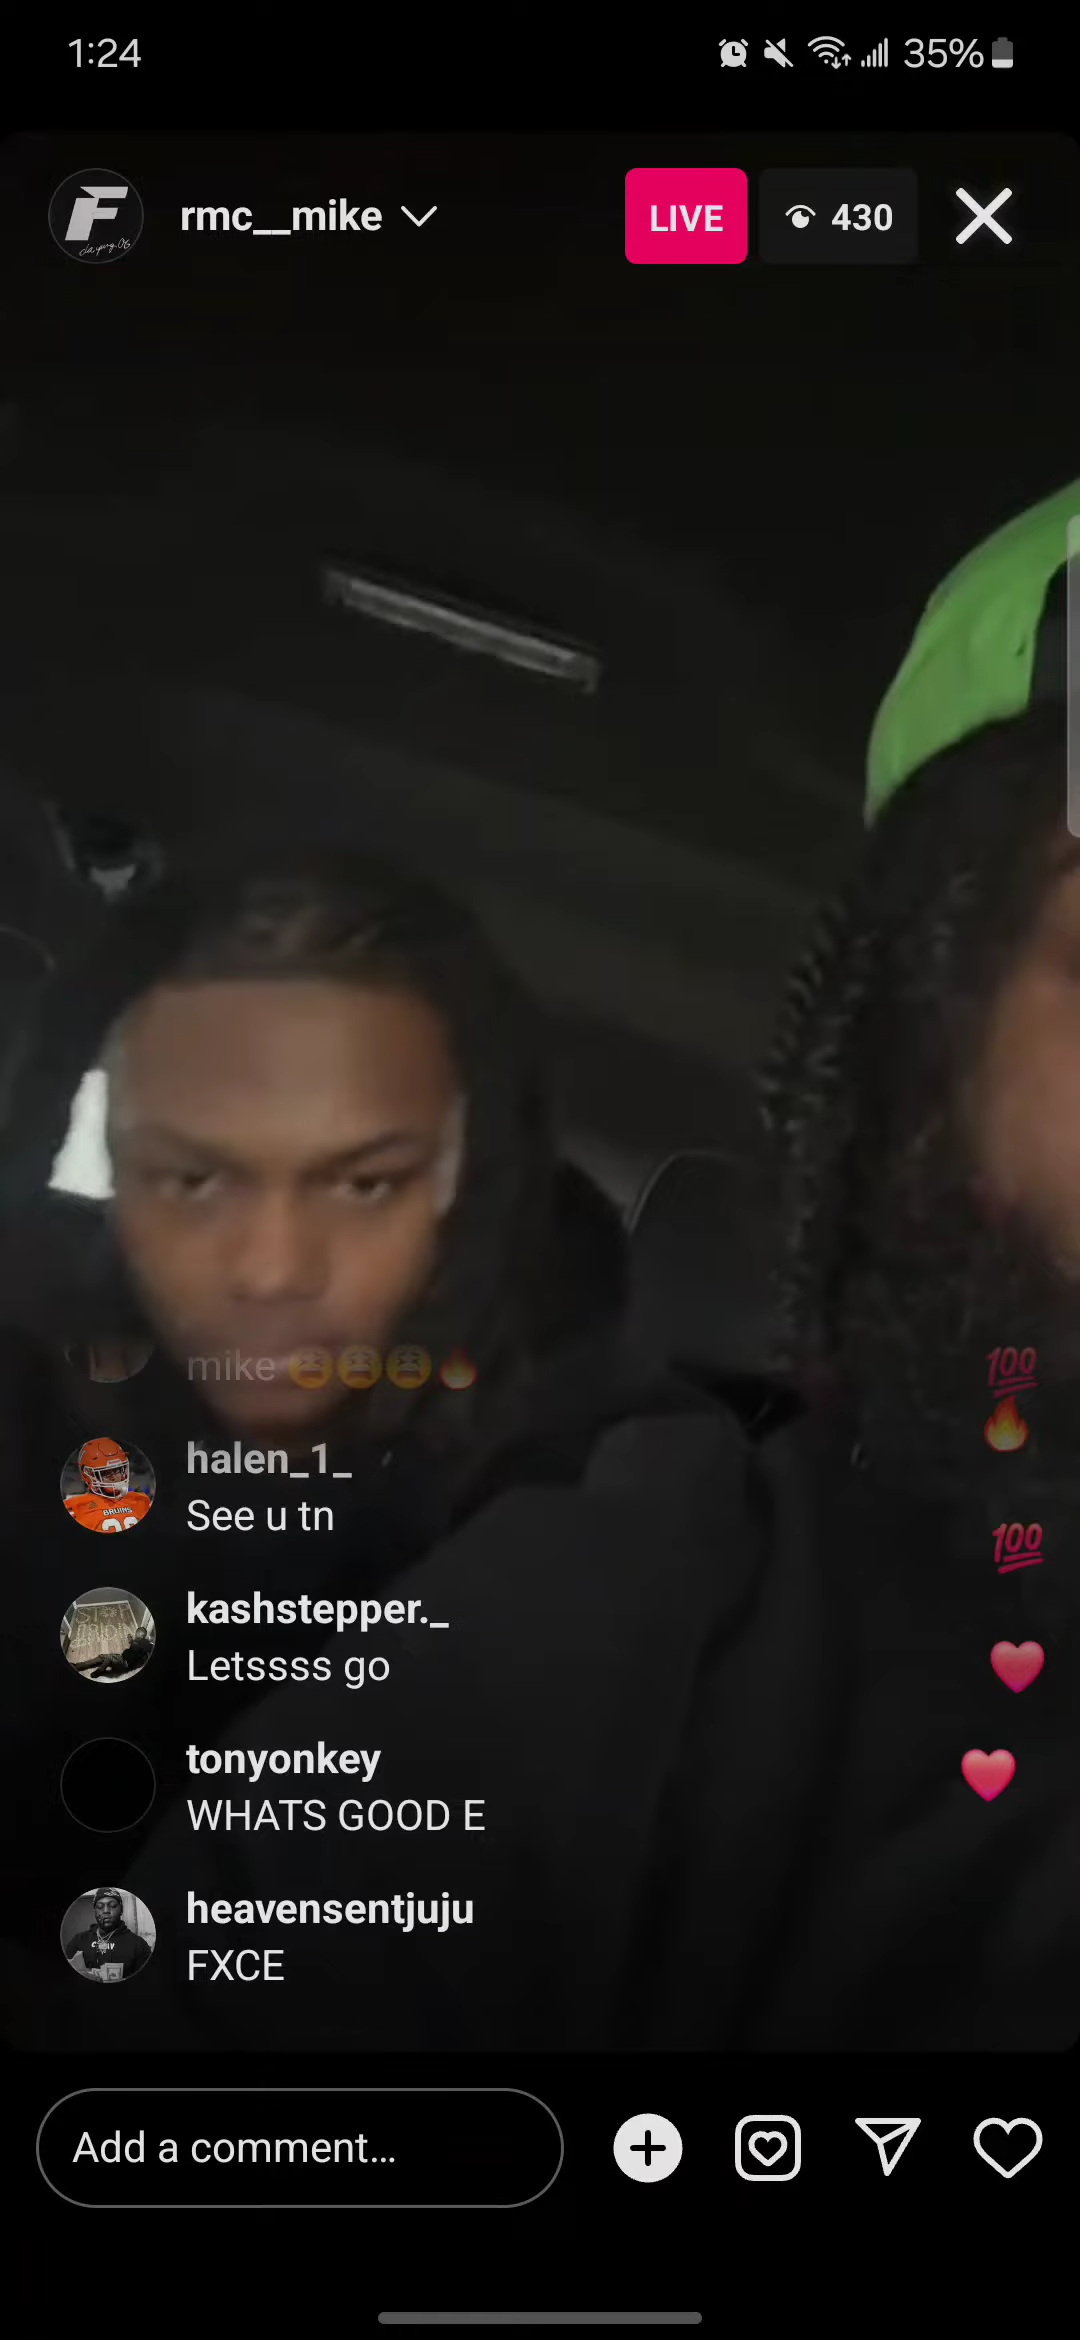 1:24
35%
F
rmc__mike
LIVE
430
mike 😫😫😫🔥
halen_1_
See u tn
BRUINS
kashstepper._
Letssss go
tonyonkey
WHATS GOOD E
heavensentjuju
FXCE
💯
🔥
💯
Add a comment...